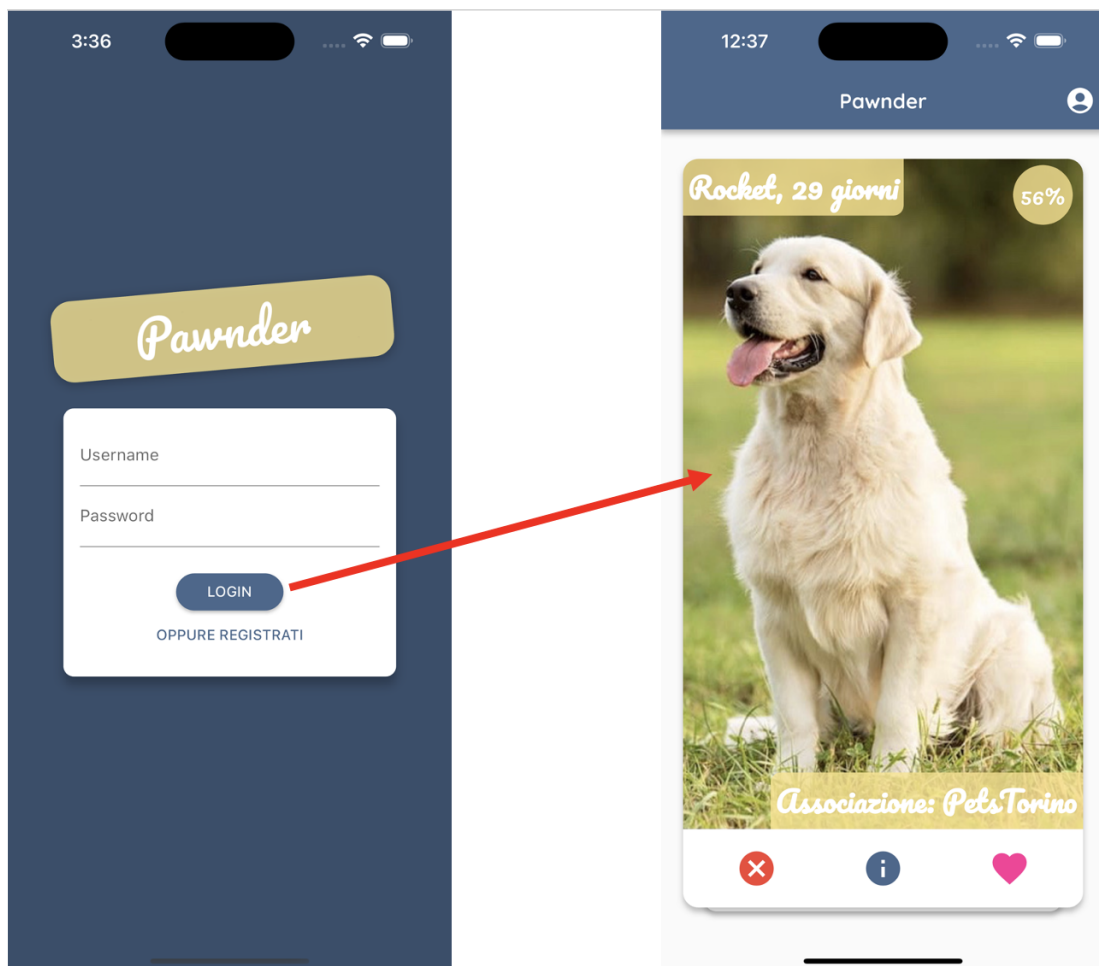 3:36
Pawnder
Username
Password
LOGIN
OPPURE REGISTRATI
12:37
Pawnder
Rocket, 29 giorni
56%
Associazione: PetsTorino